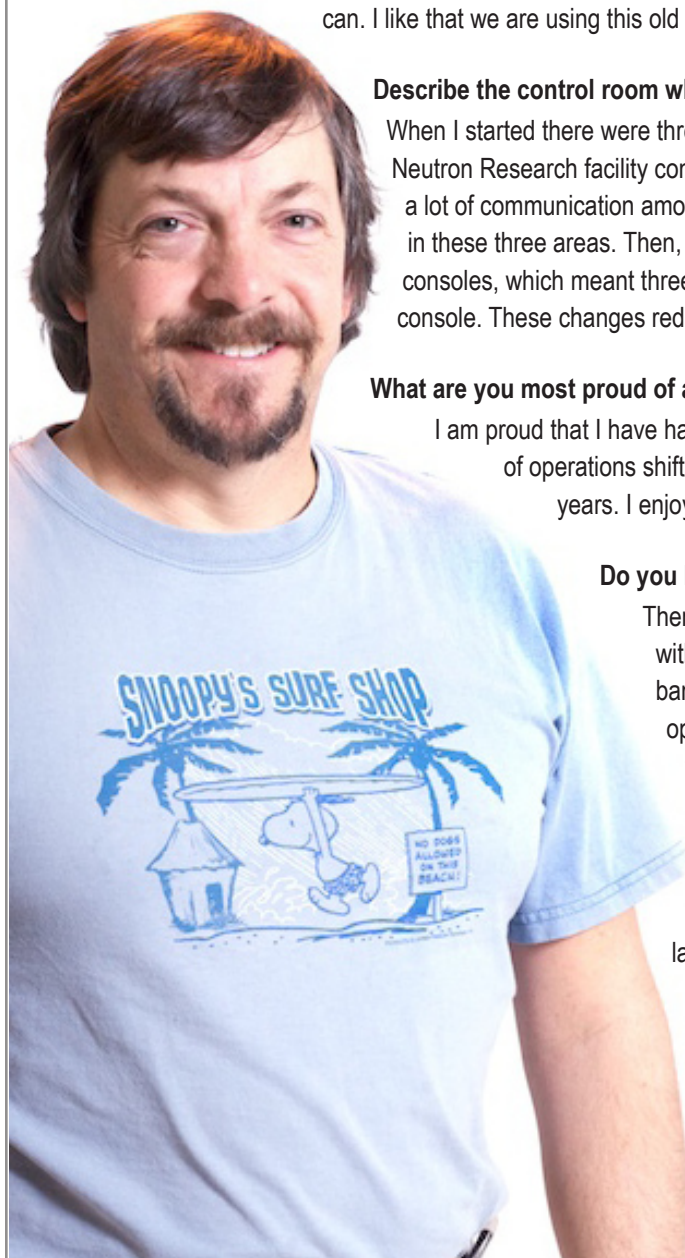 can. I like that we are using this old
Describe the control room w
When I started there were thre
Neutron Research facility con
a lot of communication amo
in these three areas. Then,
consoles, which meant three
console. These changes red
What are you most proud of a
I am proud that I have ha
of operations shift
years. I enjoy
Do you
Ther
wit
bar
op
la
SNOOPY'S SURF SHOP
NO DOGS
ALLOWED
ON THIS
BEACH!